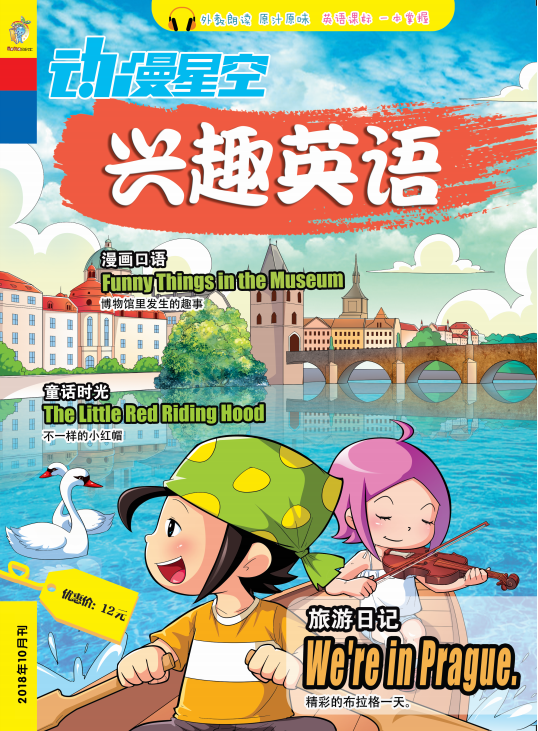 外教朗读 原汁原味 英语课标 一书掌握
动漫星空
兴趣英语
漫画口语
Funny Things in the Museum
博物馆里发生的趣事
童话时光
The Little Red Riding Hood
不一样的小红帽
优惠价：12元
2018年10月刊
旅游日记
We're in Prague.
精彩的布拉格一天。